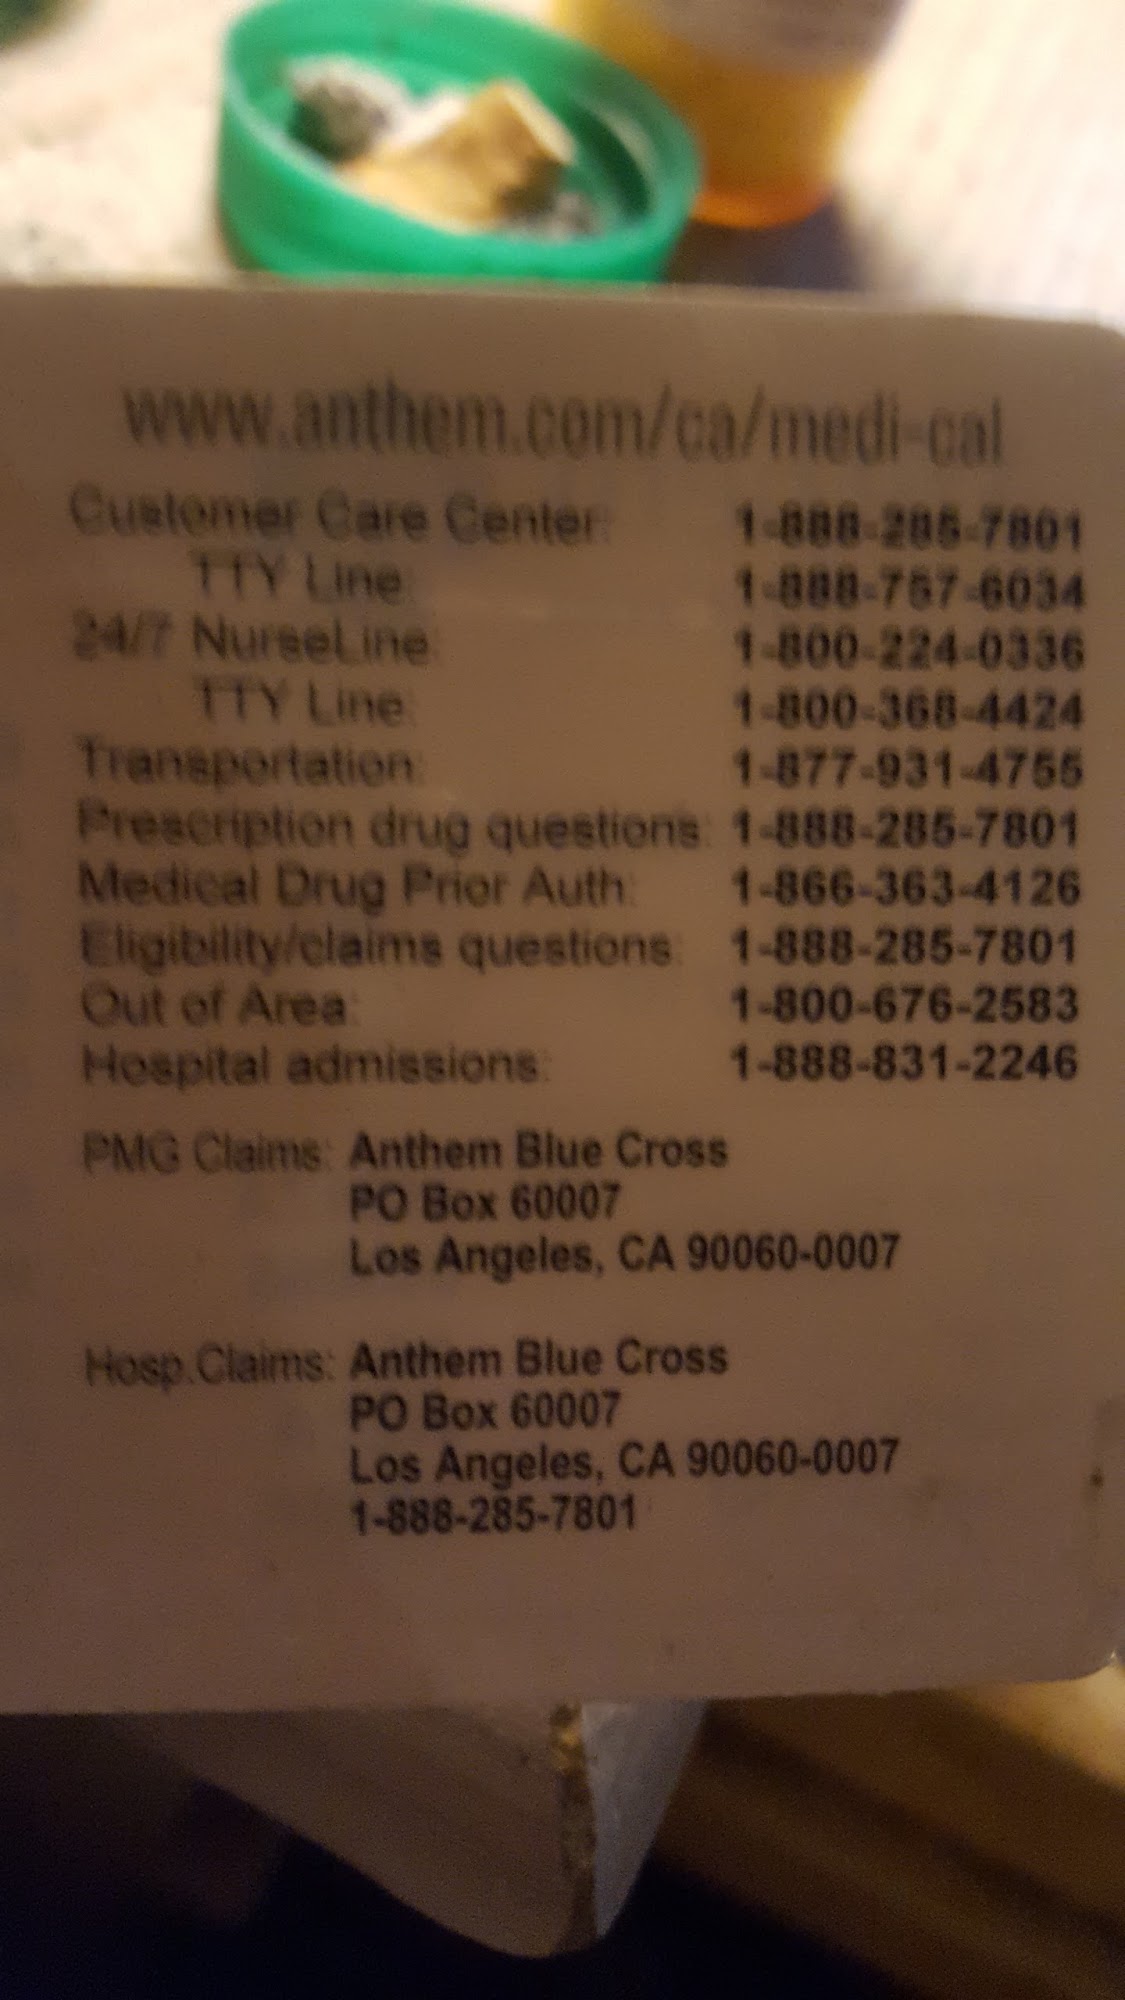 www.anthem.com/ca/medi-cal
Customer Care Center: 1-888-285-7801
TTY Line: 1-888-757-6034
24/7 NurseLine: 1-800-224-0336
TTY Line: 1-800-368-4424
Transportation: 1-877-931-4755
Prescription drug questions: 1-888-285-7801
Medical Drug Prior Auth: 1-866-363-4126
Eligibility/claims questions: 1-888-285-7801
Out of Area: 1-800-676-2583
Hospital admissions: 1-888-831-2246
PMG Claims: Anthem Blue Cross
PO Box 60007
Los Angeles, CA 90060-0007
Hosp.Claims: Anthem Blue Cross
PO Box 60007
Los Angeles, CA 90060-0007
1-888-285-7801